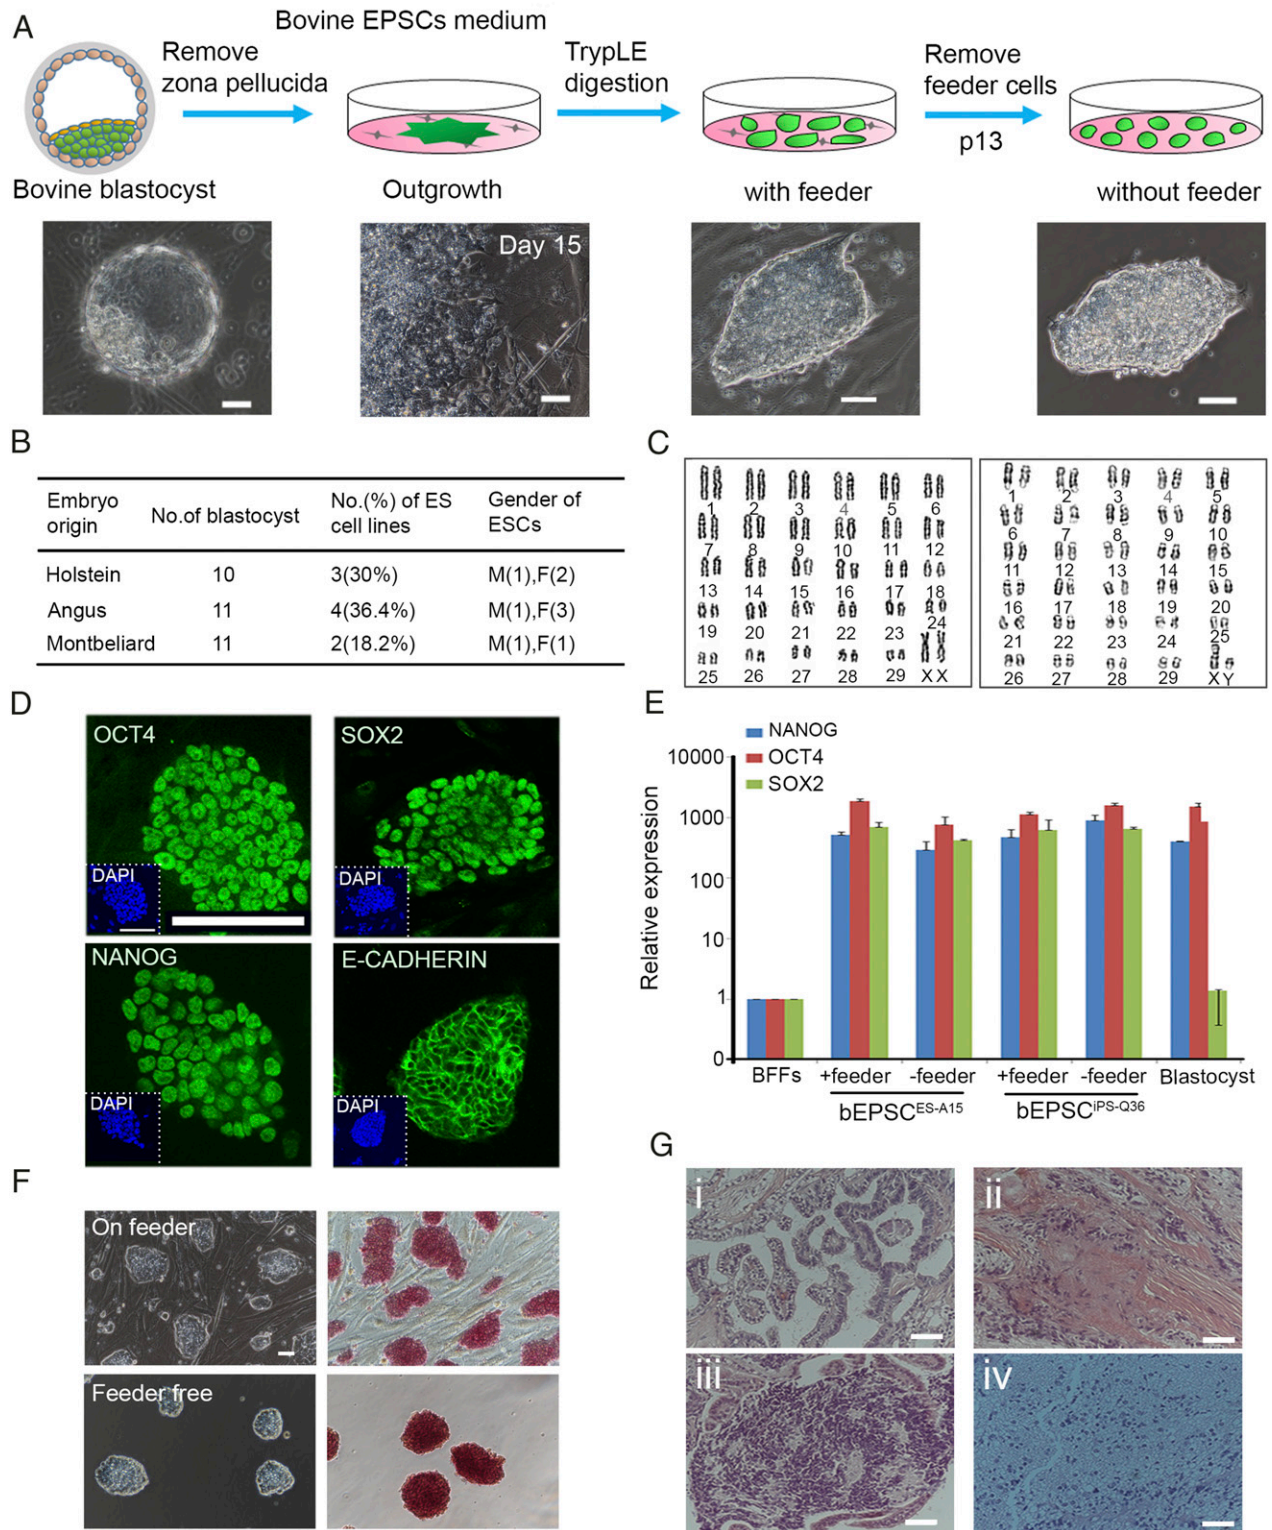 A
Bovine EPSCs medium
Remove
zona pellucida
TrypLE
digestion
Remove
feeder cells
p13
Bovine blastocyst
Outgrowth
with feeder
without feeder
Day 15
B
Embryo origin No.of blastocyst No.(%) of ES cell lines Gender of ESCs
Holstein 10 3(30%) M(1),F(2)
Angus 11 4(36.4%) M(1),F(3)
Montbeliard 11 2(18.2%) M(1),F(1)
C
1 2 3 4 5 6
7 8 9 10 11 12
13 14 15 16 17 18
19 20 21 22 23 24
25 26 27 28 29 X X
1 2 3 4 5
6 7 8 9 10
11 12 13 14 15
16 17 18 19 20
21 22 23 24 25
26 27 28 29 X Y
D
OCT4
DAPI
SOX2
DAPI
NANOG
DAPI
E-CADHERIN
DAPI
E
NANOG
OCT4
SOX2
Relative expression
10000
1000
100
10
1
0
BFFs +feeder -feeder +feeder -feeder Blastocyst
bEPSC^ES-A15 bEPSC^iPS-Q36
F
On feeder
Feeder free
G
i
ii
iii
iv